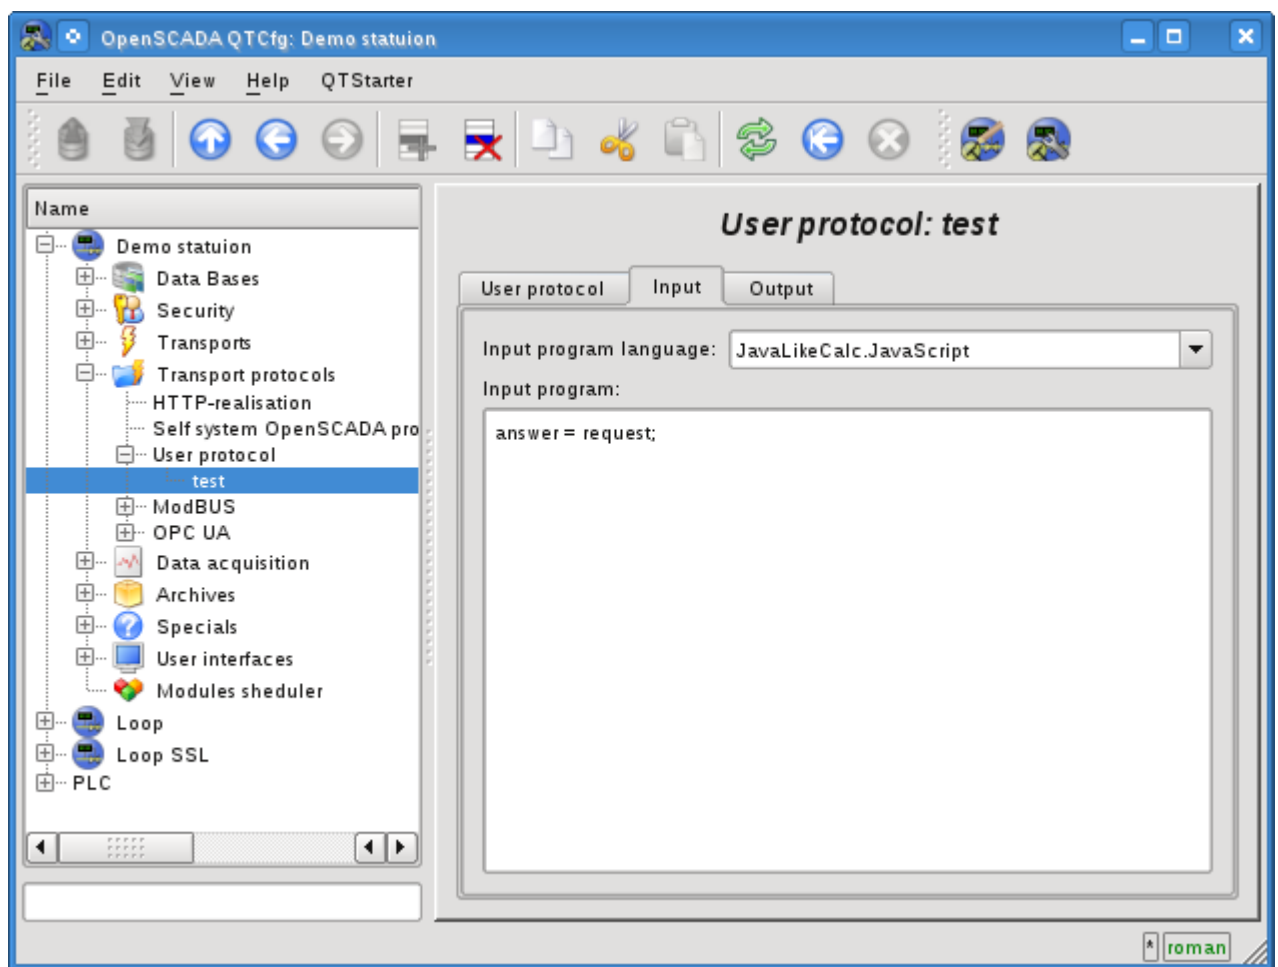 OpenSCADA QTCfg: Demo statuion
File Edit View Help QTStarter
Name
Demo statuion
Data Bases
Security
Transports
Transport protocols
HTTP-realisation
Self system OpenSCADA pro
User protocol
test
ModBUS
OPC UA
Data acquisition
Archives
Specials
User interfaces
Modules sheduler
Loop
Loop SSL
PLC
User protocol: test
User protocol Input Output
Input program language: JavaLikeCalc.JavaScript
Input program:
answer = request;
* roman